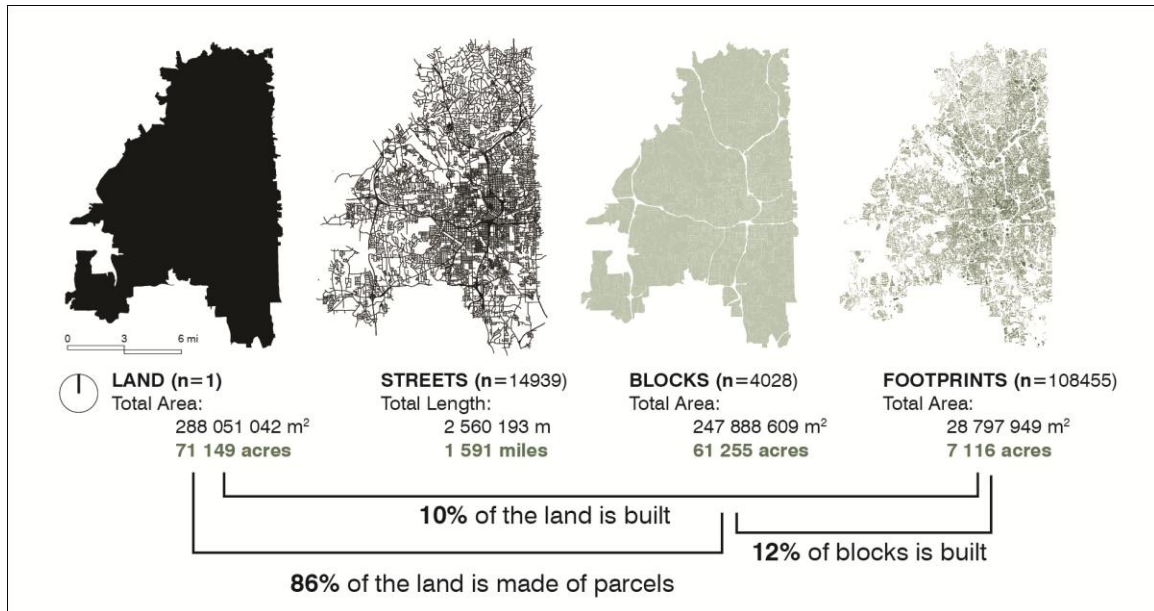 0 3 6 mi
LAND (n=1)
Total Area:
288 051 042 m²
71 149 acres
STREETS (n=14939)
Total Length:
2 560 193 m
1 591 miles
BLOCKS (n=4028)
Total Area:
247 888 609 m²
61 255 acres
FOOTPRINTS (n=108455)
Total Area:
28 797 949 m²
7 116 acres
10% of the land is built
12% of blocks is built
86% of the land is made of parcels